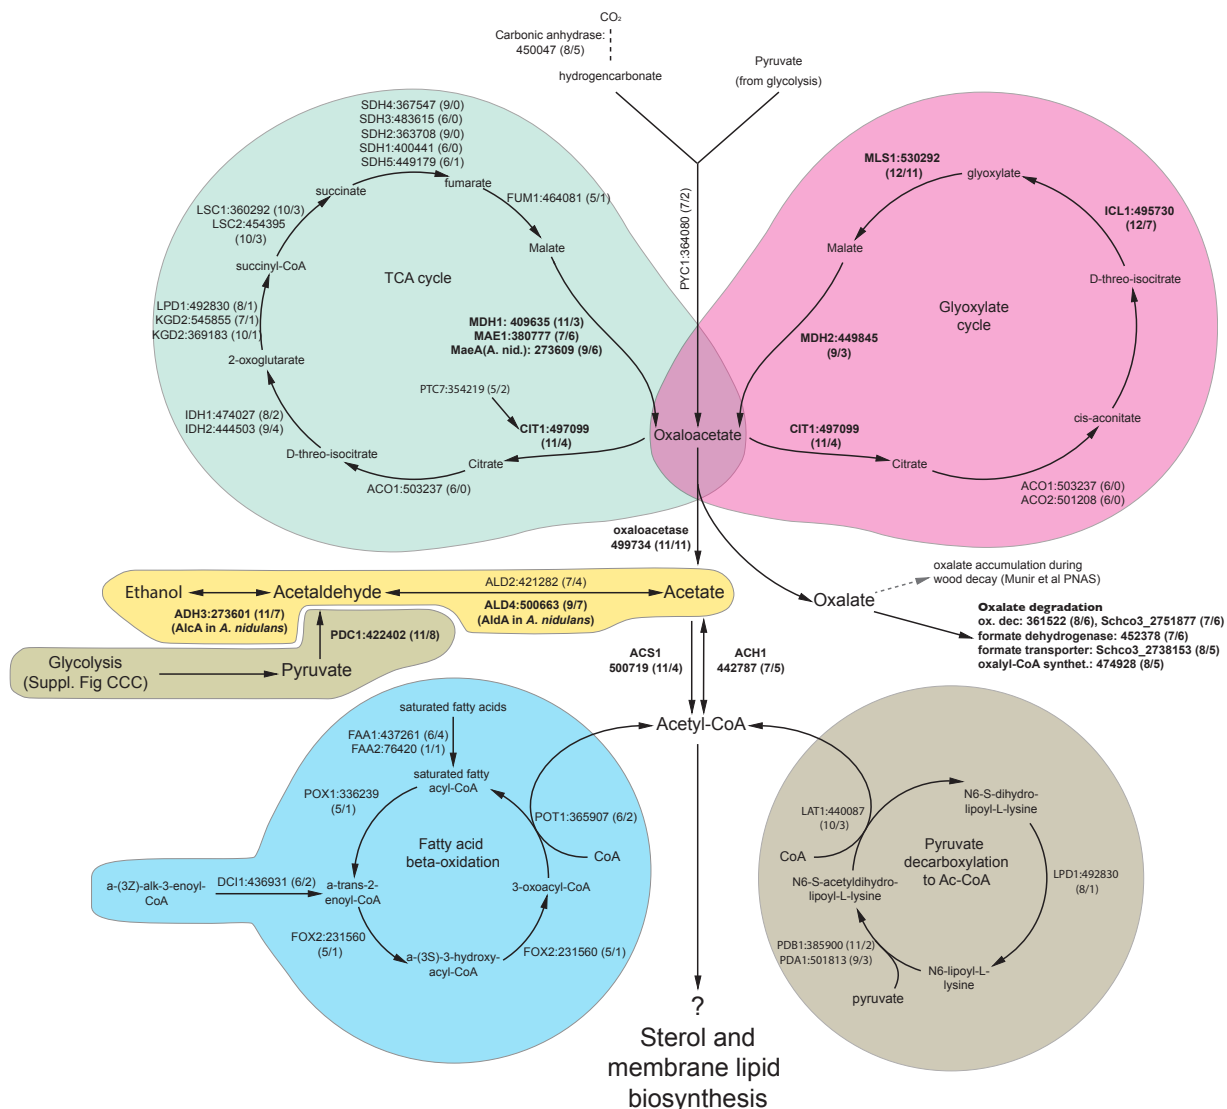 CO₂
Carbonic anhydrase:
450047 (8/5)
hydrogencarbonate
Pyruvate
(from glycolysis)
PYC1:364080 (7/2)
SDH4:367547 (9/0)
SDH3:483615 (6/0)
SDH2:363708 (9/0)
SDH1:400441 (6/0)
SDH5:449179 (6/1)
succinate
fumarate
FUM1:464081 (5/1)
LSC1:360292 (10/3)
LSC2:454395
(10/3)
Malate
succinyl-CoA
TCA cycle
LPD1:492830 (8/1)
KGD2:545855 (7/1)
KGD2:369183 (10/1)
MDH1: 409635 (11/3)
MAE1:380777 (7/6)
MaeA(A. nid.): 273609 (9/6)
2-oxoglutarate
PTC7:354219 (5/2)
IDH1:474027 (8/2)
IDH2:444503 (9/4)
CIT1:497099
(11/4)
D-threo-isocitrate
Citrate
ACO1:503237 (6/0)
Oxaloacetate
MLS1:530292
(12/11)
glyoxylate
ICL1:495730
(12/7)
Malate
D-threo-isocitrate
Glyoxylate
cycle
MDH2:449845
(9/3)
cis-aconitate
CIT1:497099
(11/4)
Citrate
ACO1:503237 (6/0)
ACO2:501208 (6/0)
oxaloacetase
499734 (11/11)
oxalate accumulation during
wood decay (Munir et al PNAS)
Oxalate
Oxalate degradation
ox. dec: 361522 (8/6), Schco3_2751877 (7/6)
formate dehydrogenase: 452378 (7/6)
formate transporter: Schco3_2738153 (8/5)
oxalyl-CoA synthet.: 474928 (8/5)
Ethanol
Acetaldehyde
ALD2:421282 (7/4)
Acetate
ADH3:273601 (11/7)
(AlcA in A. nidulans)
ALD4:500663 (9/7)
(AldA in A. nidulans)
PDC1:422402 (11/8)
Glycolysis
(Suppl. Fig CCC)
Pyruvate
ACS1
500719 (11/4)
ACH1
442787 (7/5)
Acetyl-CoA
saturated fatty acids
FAA1:437261 (6/4)
FAA2:76420 (1/1)
saturated fatty
acyl-CoA
POX1:336239
(5/1)
POT1:365907 (6/2)
Fatty acid
beta-oxidation
CoA
a-(3Z)-alk-3-enoyl-
CoA
DCI1:436931 (6/2)
a-trans-2-
enoyl-CoA
3-oxoacyl-CoA
FOX2:231560
(5/1)
a-(3S)-3-hydroxy-
acyl-CoA
FOX2:231560 (5/1)
N6-S-dihydro-
lipoyl-L-lysine
LAT1:440087
(10/3)
CoA
Pyruvate
decarboxylation
to Ac-CoA
N6-S-acetyldihydro-
lipoyl-L-lysine
LPD1:492830
(8/1)
PDB1:385900 (11/2)
PDA1:501813 (9/3)
N6-lipoyl-L-
lysine
pyruvate
?
Sterol and
membrane lipid
biosynthesis